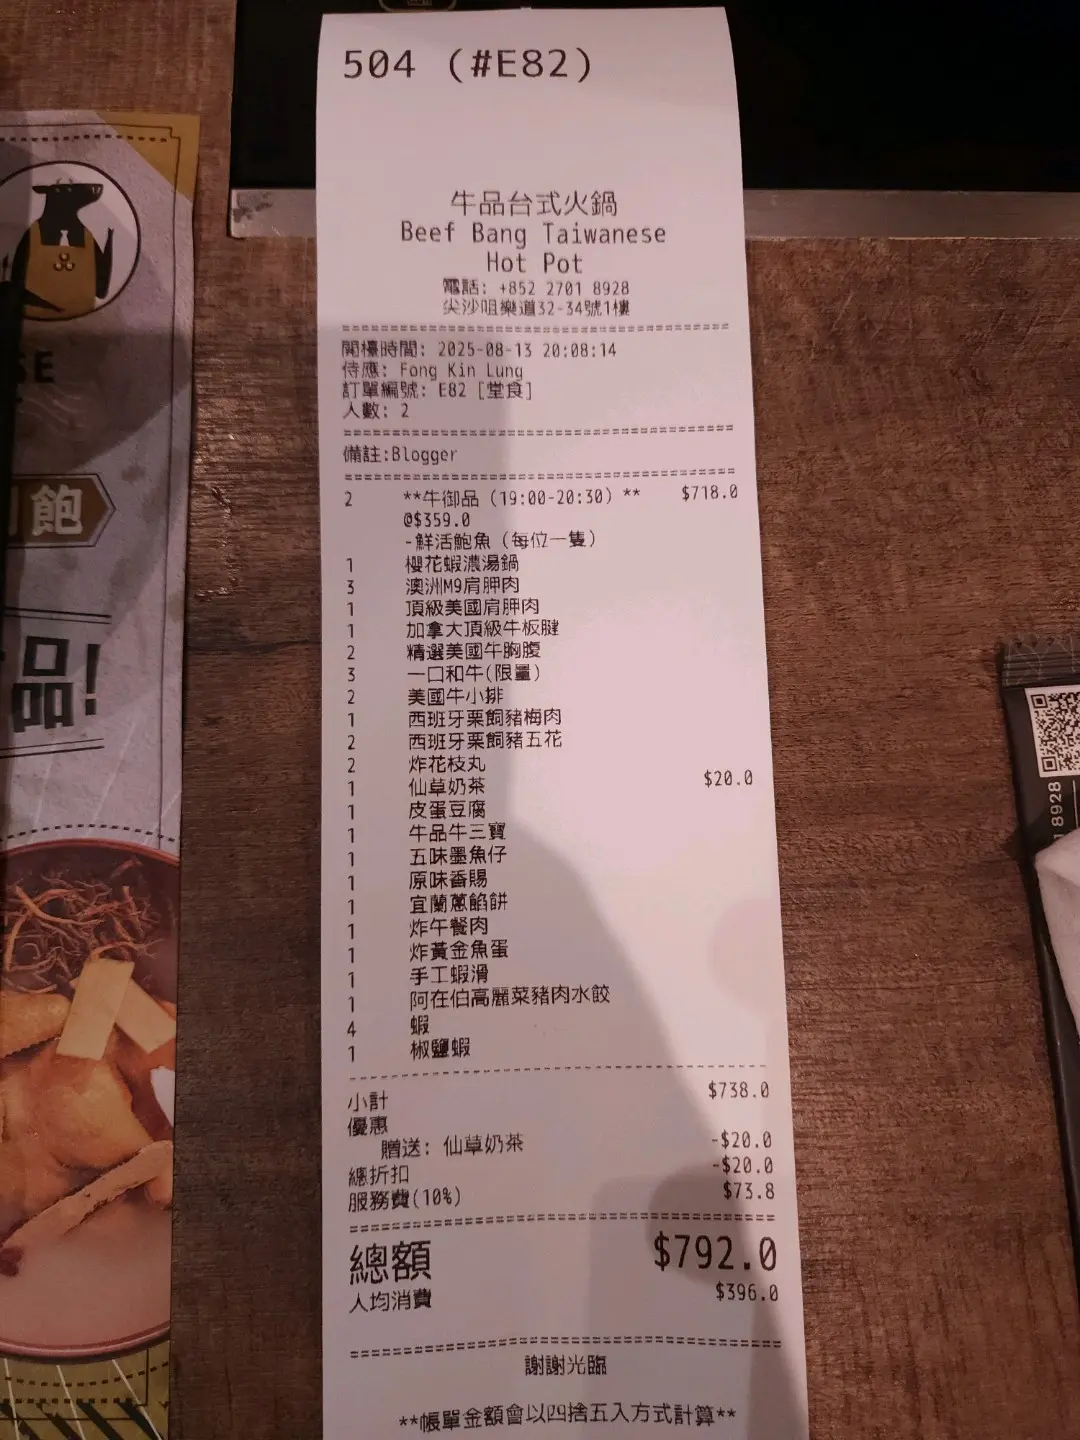 504 (#E82)
牛品台式火鍋
Beef Bang Taiwanese
Hot Pot
電話: +852 2701 8928
尖沙咀樂道32-34號1樓
開檯時間: 2025-08-13 20:08:14
侍應: Fong Kin Lung
訂單編號: E82 [堂食]
人數: 2
備註:Blogger
2 **牛御品 (19:00-20:30) ** $718.0
@$359.0
-鮮活鮑魚 (每位一隻)
1 櫻花蝦濃湯鍋
3 澳洲M9肩胛肉
1 頂級美國肩胛肉
1 加拿大頂級牛板腱
2 精選美國牛胸腹
3 一口和牛(限量)
2 美國牛小排
1 西班牙栗飼豬梅肉
2 西班牙栗飼豬五花
2 炸花枝丸
1 仙草奶茶 $20.0
1 皮蛋豆腐
1 牛品牛三寶
1 五味墨魚仔
1 原味香腸
1 宜蘭蔥餡餅
1 炸午餐肉
1 炸黃金魚蛋
1 手工蝦滑
1 阿在伯高麗菜豬肉水餃
4 蝦
1 椒鹽蝦
小計 $738.0
優惠
贈送: 仙草奶茶 -$20.0
總折扣 -$20.0
服務費(10%) $73.8
總額 $792.0
人均消費 $396.0
謝謝光臨
**帳單金額會以四捨五入方式計算**
SE
飽
品!
8928